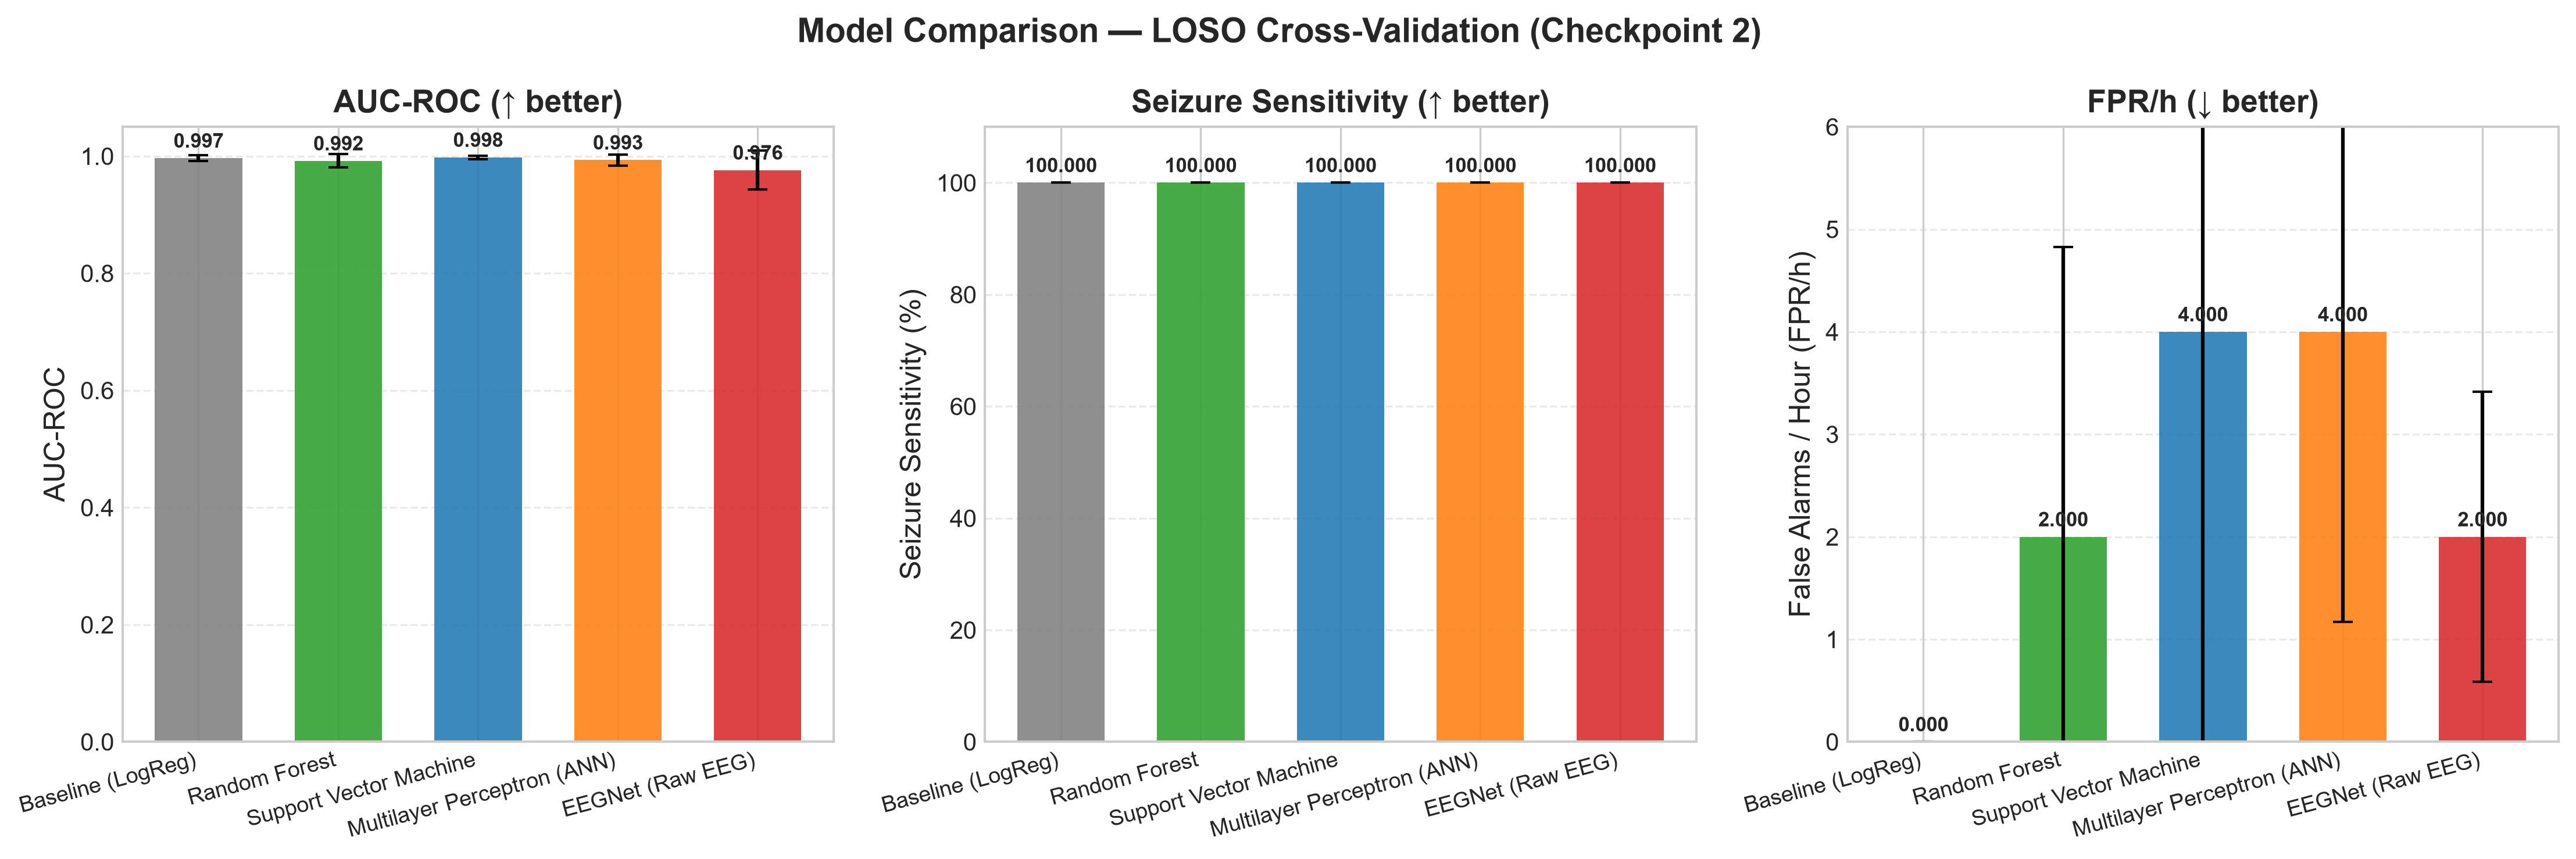 Model Comparison — LOSO Cross-Validation (Checkpoint 2)
AUC-ROC (↑ better)
AUC-ROC
1.0
0.8
0.6
0.4
0.2
0.0
0.997
0.992
0.998
0.993
0.976
Baseline (LogReg)
Random Forest
Support Vector Machine
Multilayer Perceptron (ANN)
EEGNet (Raw EEG)
Seizure Sensitivity (↑ better)
Seizure Sensitivity (%)
100
80
60
40
20
0
100.000
100.000
100.000
100.000
100.000
Baseline (LogReg)
Random Forest
Support Vector Machine
Multilayer Perceptron (ANN)
EEGNet (Raw EEG)
FPR/h (↓ better)
False Alarms / Hour (FPR/h)
6
5
4
3
2
1
0
0.000
2.000
4.000
4.000
2.000
Baseline (LogReg)
Random Forest
Support Vector Machine
Multilayer Perceptron (ANN)
EEGNet (Raw EEG)